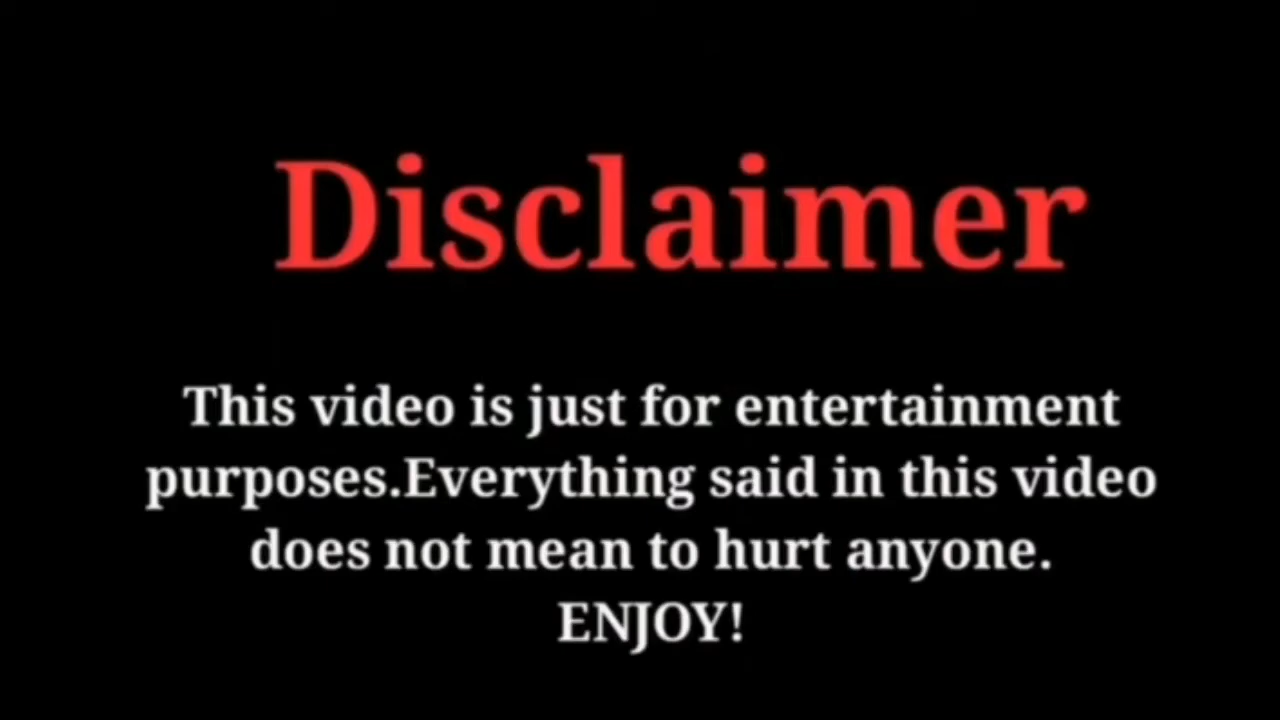 Disclaimer
This video is just for entertainment
purposes.Everything said in this video
does not mean to hurt anyone.
ENJOY!